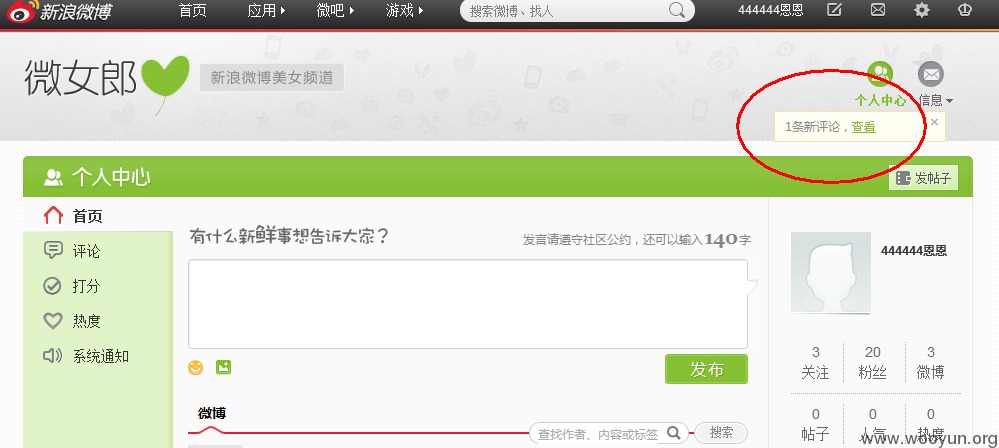 新浪微博 首页 应用 微吧 游戏 搜索微博、找人 444444恩恩
微女郎 新浪微博美女频道
个人中心 信息
1条新评论，查看 ×
个人中心 发帖子
首页
评论
打分
热度
系统通知
有什么新鲜事想告诉大家？ 发言请遵守社区公约，还可以输入140字
发布
微博
查找作者、内容或标签 搜索
444444恩恩
3 20 3
关注 粉丝 微博
0 0 0
帖子 人气 热度
www.wooyun.org